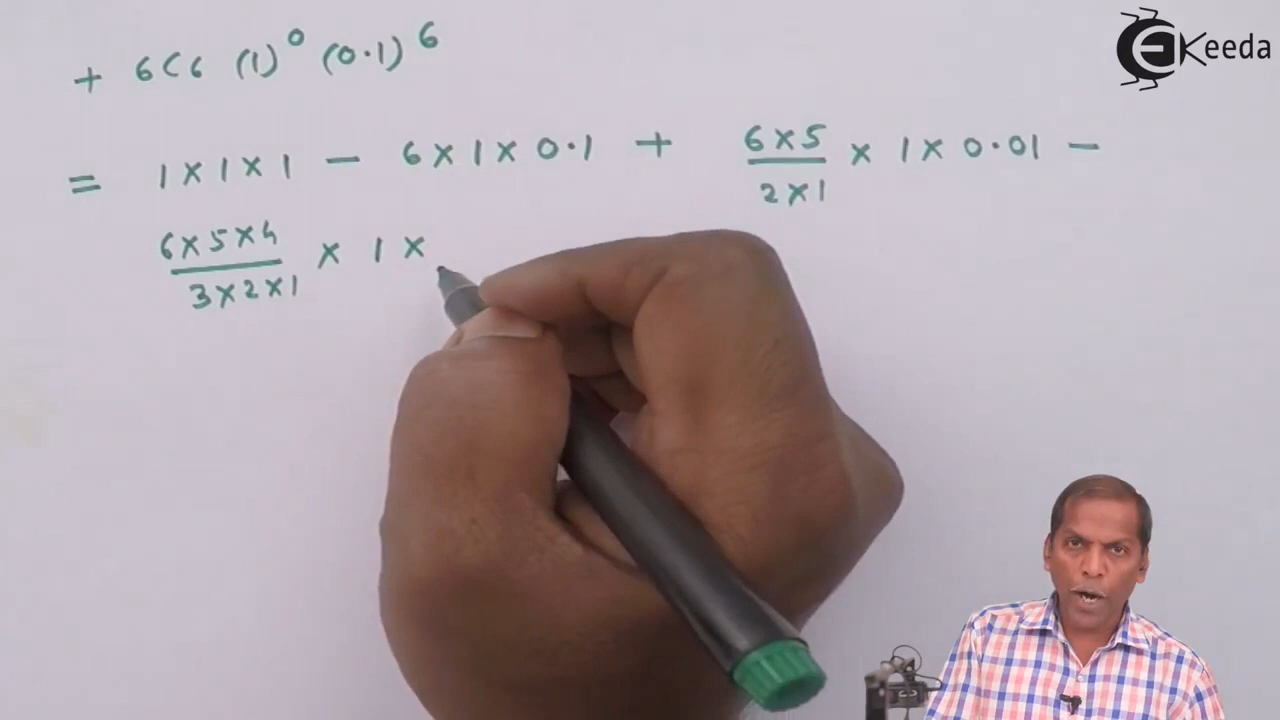 + 6C6 (1)⁰ (0.1)⁶
= 1 × 1 × 1 − 6 × 1 × 0.1 + 6×5/2×1 × 1 × 0.01 −
6×5×4/3×2×1 × 1 ×
Ekeeda